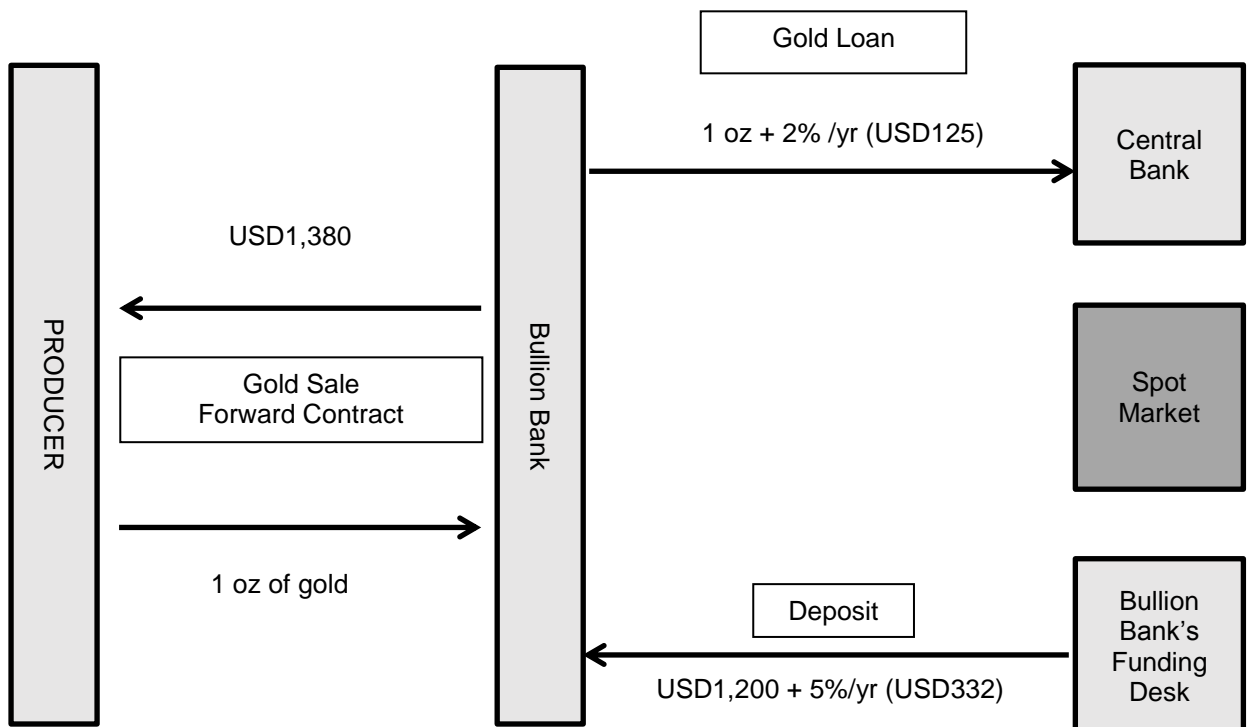 Gold Loan
1 oz + 2% /yr (USD125)
Central
Bank
USD1,380
PRODUCER
Gold Sale
Forward Contract
Bullion Bank
Spot
Market
1 oz of gold
Deposit
USD1,200 + 5%/yr (USD332)
Bullion
Bank’s
Funding
Desk